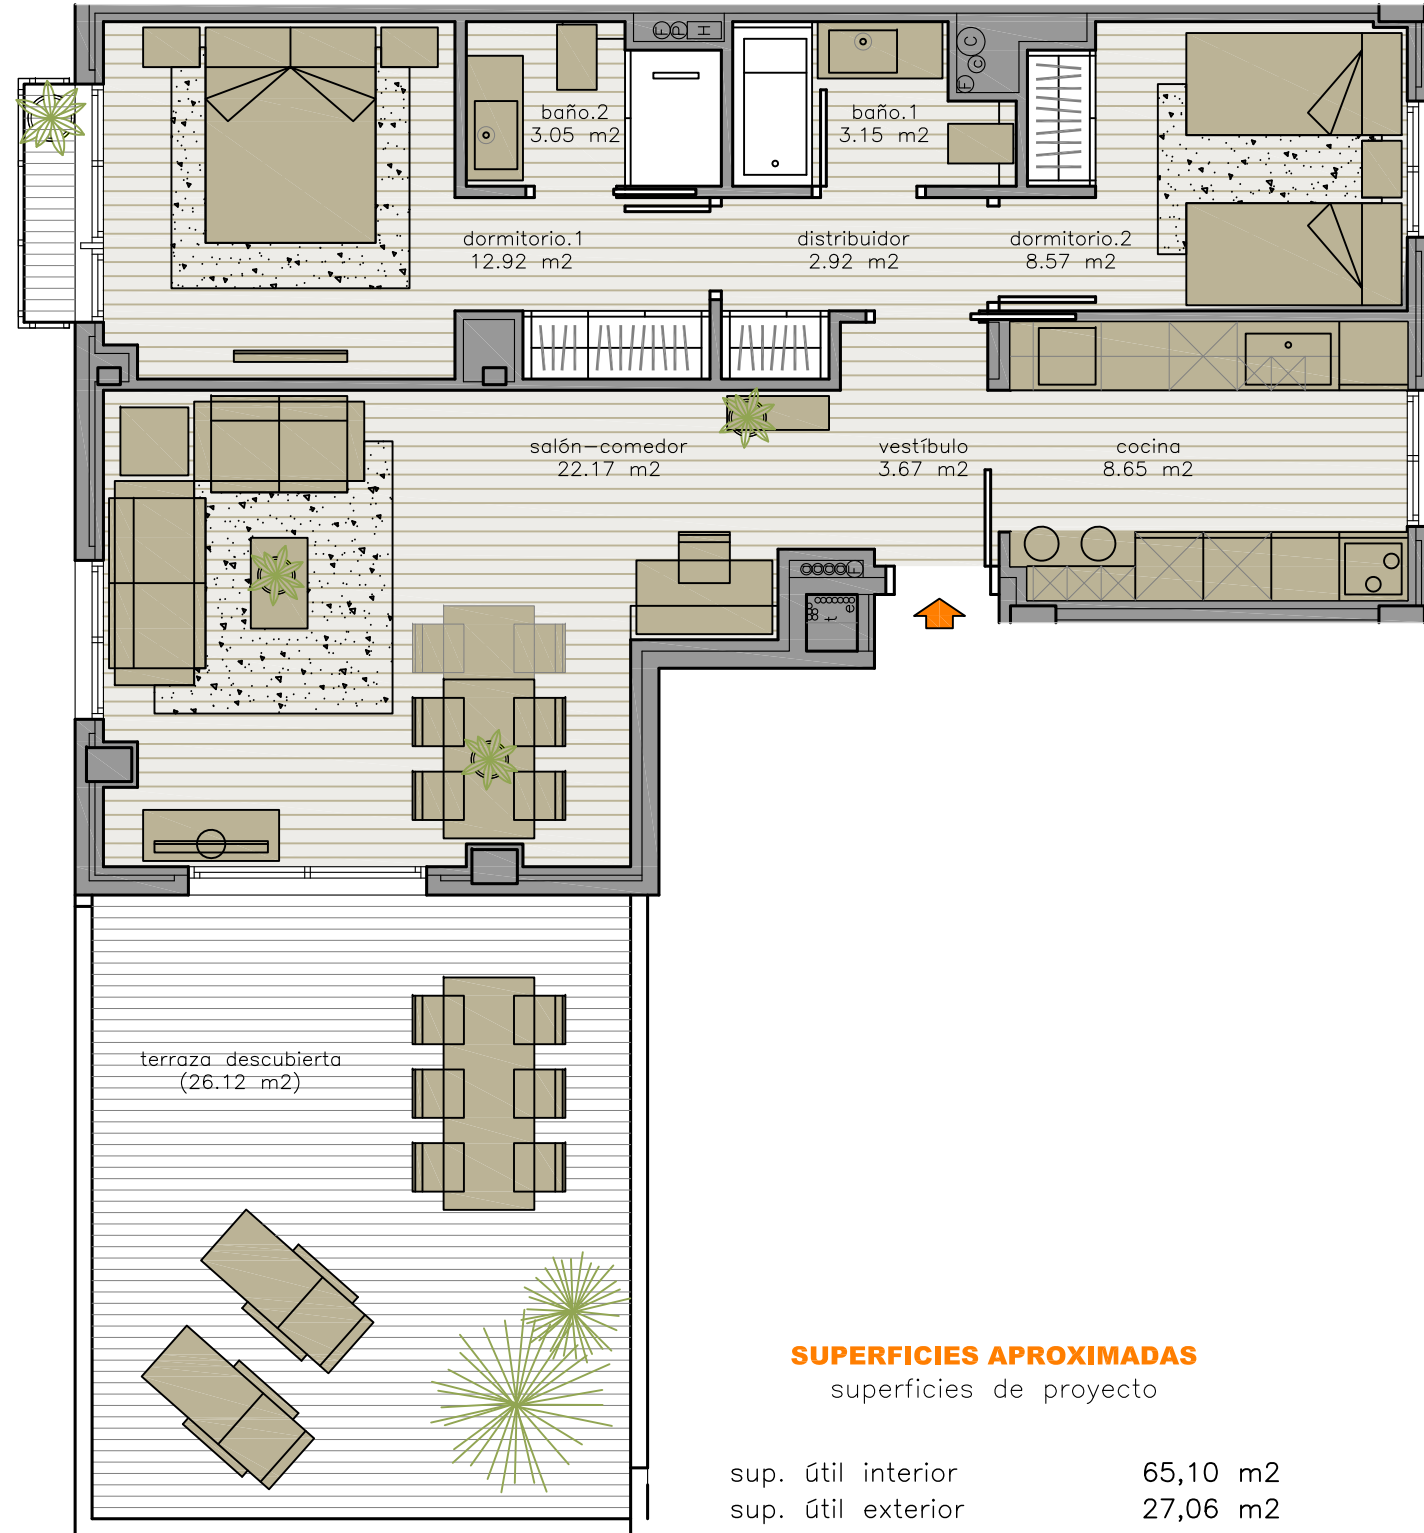 F P H
C
C
F
baño.2
3.05 m2
baño.1
3.15 m2
dormitorio.1
12.92 m2
distribuidor
2.92 m2
dormitorio.2
8.57 m2
salón-comedor
22.17 m2
vestíbulo
3.67 m2
cocina
8.65 m2
F
t e
terraza descubierta
(26.12 m2)
SUPERFICIES APROXIMADAS
superficies de proyecto
sup. útil interior 65,10 m2
sup. útil exterior 27,06 m2